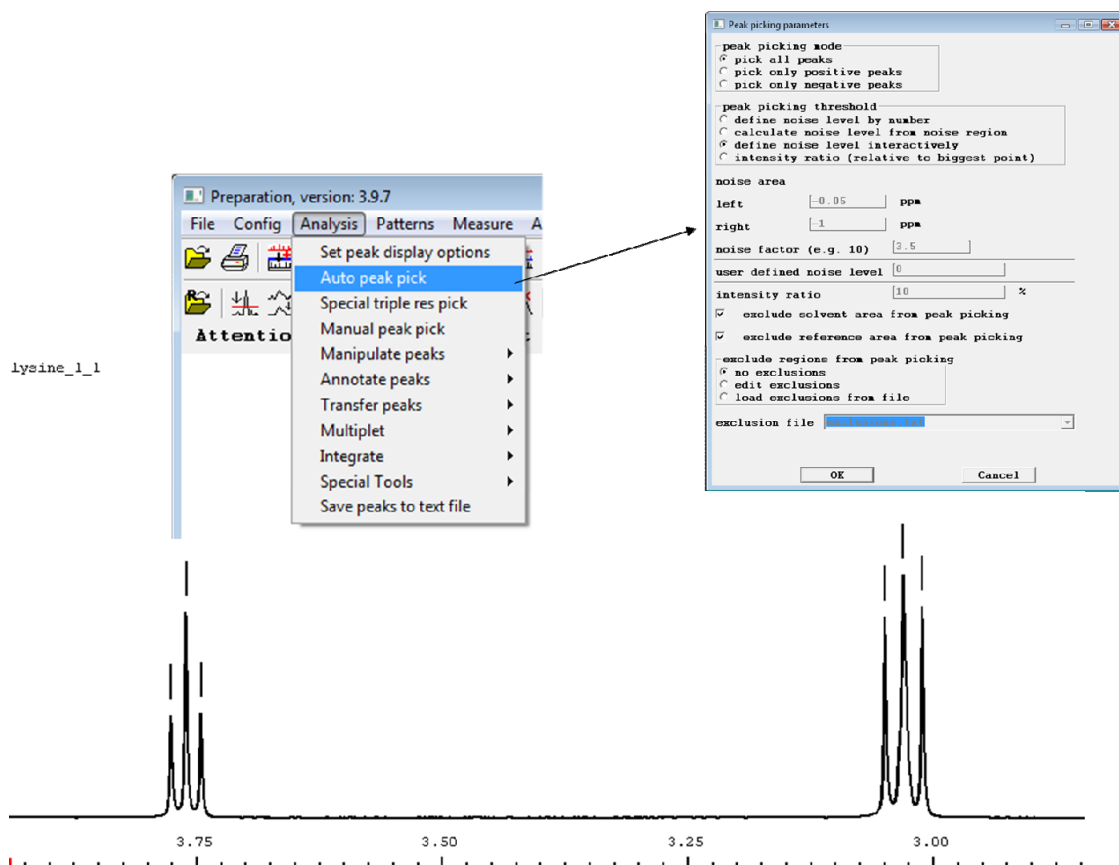 Peak picking parameters
peak picking mode
pick all peaks
pick only positive peaks
pick only negative peaks
peak picking threshold
define noise level by number
calculate noise level from noise region
define noise level interactively
intensity ratio (relative to biggest point)
noise area
left -0.05 ppm
right -1 ppm
noise factor (e.g. 10) 3.5
user defined noise level 0
intensity ratio 10 %
exclude solvent area from peak picking
exclude reference area from peak picking
exclude regions from peak picking
no exclusions
edit exclusions
load exclusions from file
exclusion file
OK Cancel
Preparation, version: 3.9.7
File Config Analysis Patterns Measure A
Set peak display options
Auto peak pick
Special triple res pick
Manual peak pick
Manipulate peaks
Annotate peaks
Transfer peaks
Multiplet
Integrate
Special Tools
Save peaks to text file
Attentio
lysine_1_1
3.75 3.50 3.25 3.00